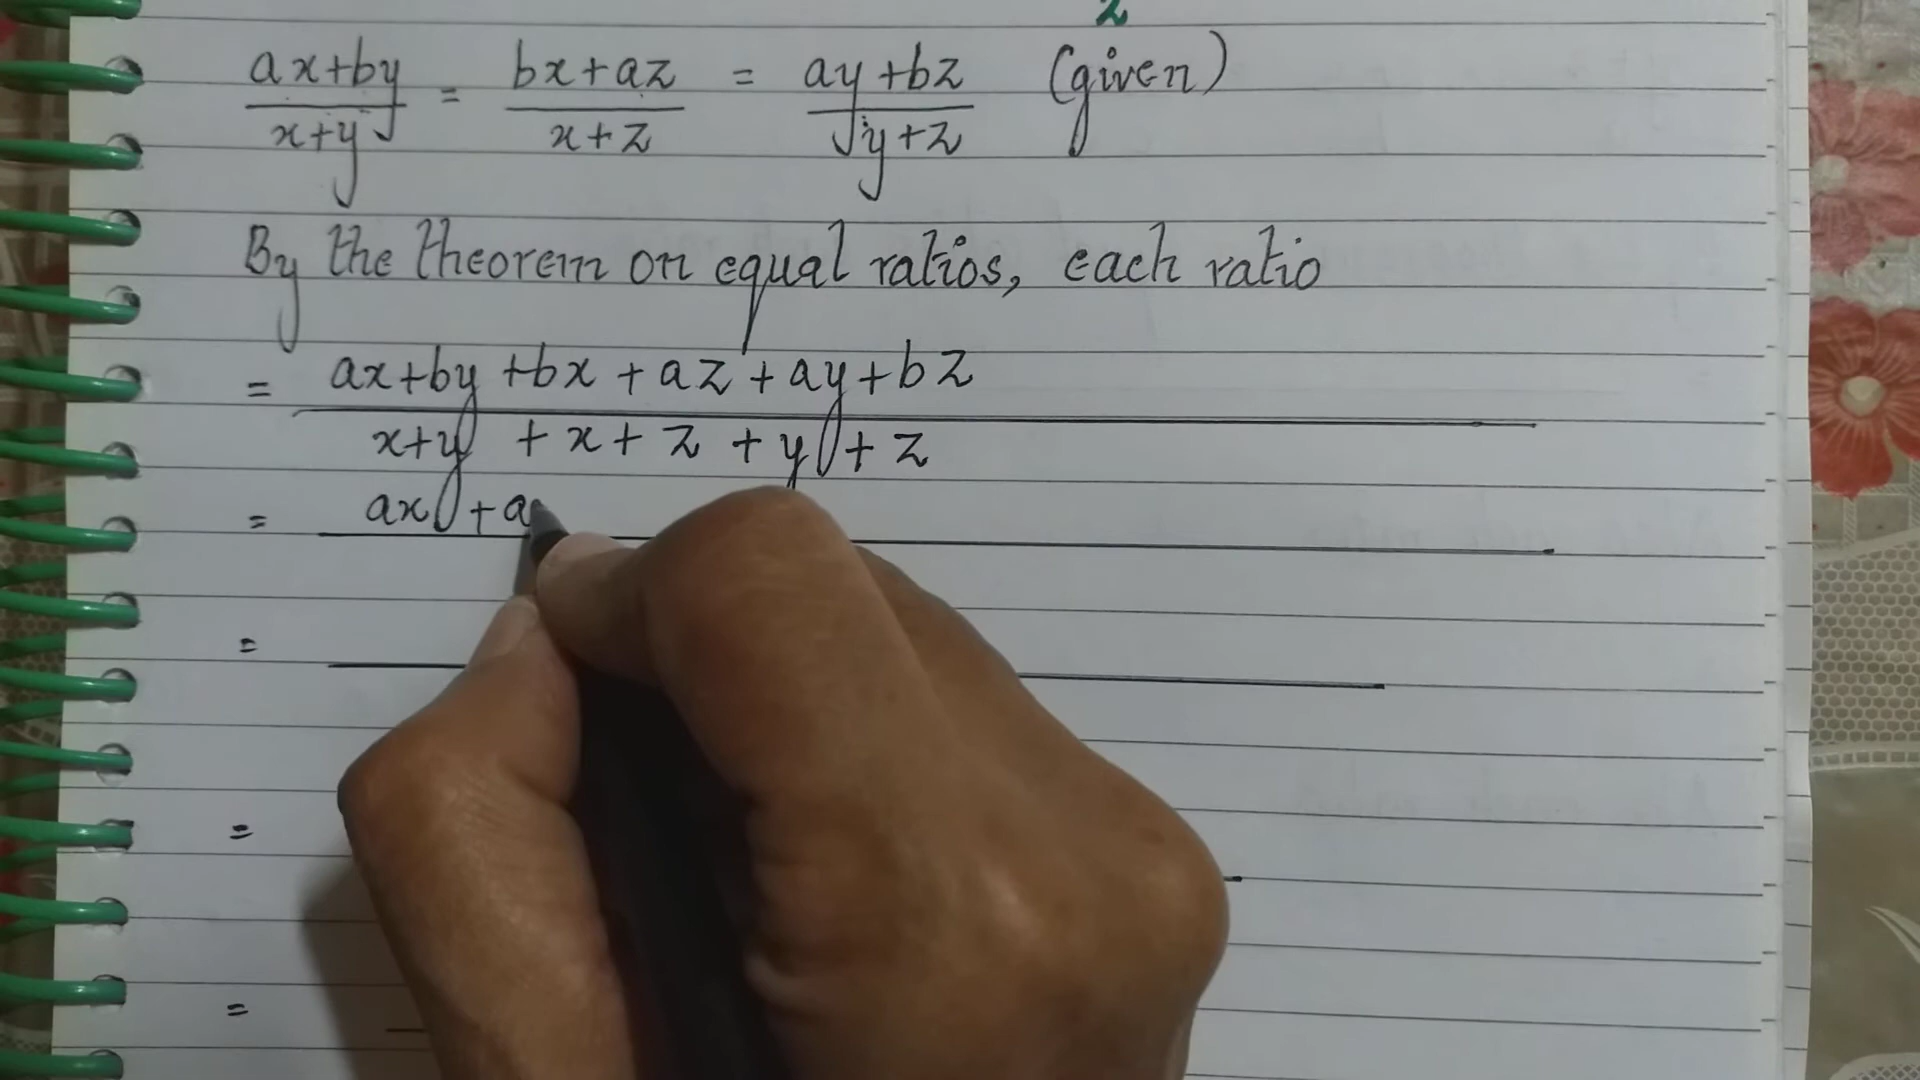 2
ax+by/x+y = bx+az/x+z = ay+bz/y+z (given)
By the theorem on equal ratios, each ratio
= ax+by+bx+az+ay+bz/x+y+x+z+y+z
= ax+a
=
=
=